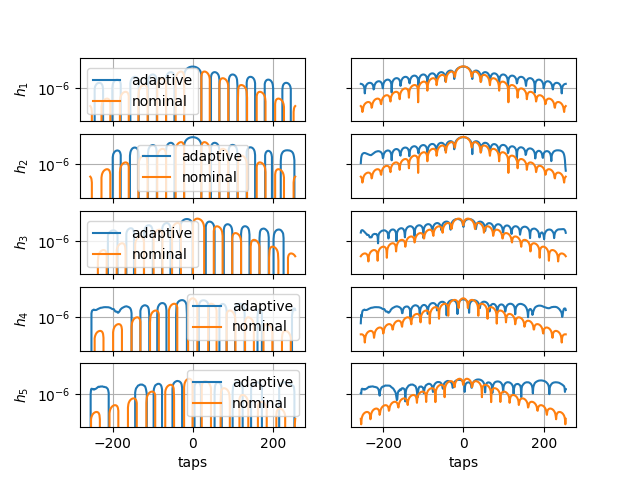 h1
10−6
adaptive
nominal
h2
10−6
adaptive
nominal
h3
10−6
adaptive
nominal
h4
10−6
adaptive
nominal
h5
10−6
adaptive
nominal
−200 0 200
taps
−200 0 200
taps